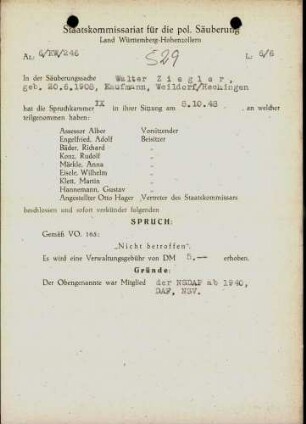 Staatskommissariat für die pol. Säuberung
Land Württemberg-Hohenzollern
Az. 6/XX/246 529 L. 6/6
In der Säuberungssache Walter Ziegler,
geb. 20.6.1908, Kaufmann, Weildorf/Hechingen
hat die Spruchkammer XX in ihrer Sitzung am 8.10.48 an welcher
teilgenommen haben:
Assessor Alber Vorsitzender
Engelfried, Adolf Beisitzer
Bäder, Richard "
Konz, Rudolf "
Märkle, Anna "
Eisele, Wilhelm "
Klett, Martin "
Hannemann, Gustav "
Angestellter Otto Hager Vertreter des Staatskommissars
beschlossen und sofort verkündet folgenden
SPRUCH:
Gemäß VO. 165:
„Nicht betroffen".
Es wird eine Verwaltungsgebühr von DM 5.-- erhoben.
Gründe:
Der Obengenannte war Mitglied der NSDAP ab 1940,
DAF, NSV.